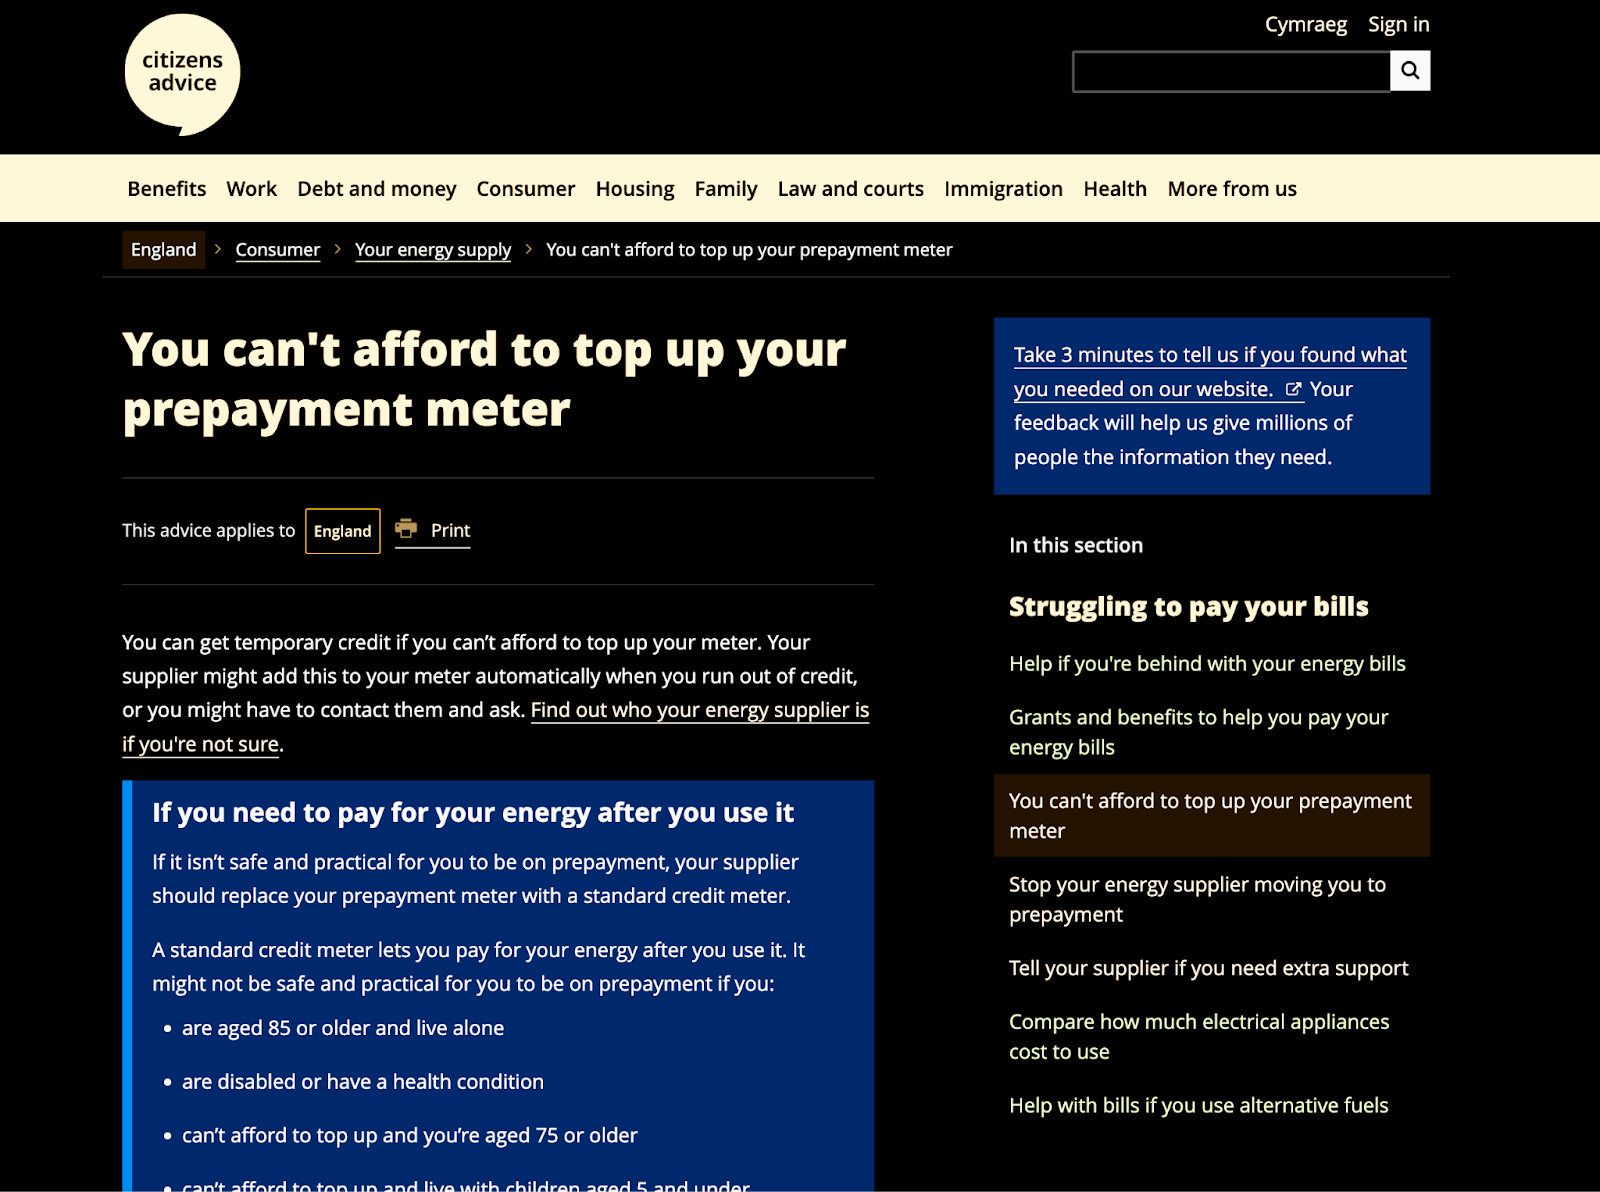 citizens
advice
Cymraeg Sign in
Benefits Work Debt and money Consumer Housing Family Law and courts Immigration Health More from us
England > Consumer > Your energy supply > You can't afford to top up your prepayment meter
You can't afford to top up your
prepayment meter
This advice applies to England Print
You can get temporary credit if you can’t afford to top up your meter. Your
supplier might add this to your meter automatically when you run out of credit,
or you might have to contact them and ask. Find out who your energy supplier is
if you're not sure.
If you need to pay for your energy after you use it
If it isn’t safe and practical for you to be on prepayment, your supplier
should replace your prepayment meter with a standard credit meter.
A standard credit meter lets you pay for your energy after you use it. It
might not be safe and practical for you to be on prepayment if you:
• are aged 85 or older and live alone
• are disabled or have a health condition
• can’t afford to top up and you’re aged 75 or older
• can’t afford to top up and live with children aged 5 and under
Take 3 minutes to tell us if you found what
you needed on our website. Your
feedback will help us give millions of
people the information they need.
In this section
Struggling to pay your bills
Help if you're behind with your energy bills
Grants and benefits to help you pay your
energy bills
You can't afford to top up your prepayment
meter
Stop your energy supplier moving you to
prepayment
Tell your supplier if you need extra support
Compare how much electrical appliances
cost to use
Help with bills if you use alternative fuels